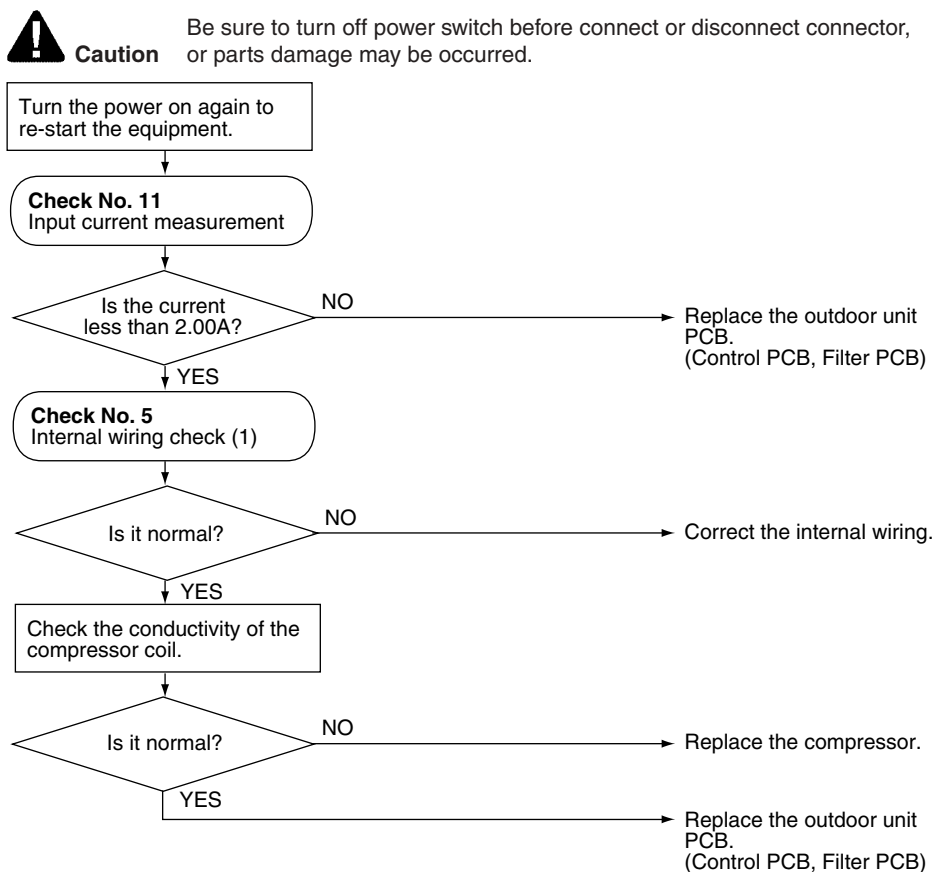 Be sure to turn off power switch before connect or disconnect connector,
Caution or parts damage may be occurred.
Turn the power on again to
re-start the equipment.
Check No. 11
Input current measurement
Is the current
less than 2.00A?
NO
Replace the outdoor unit
PCB.
(Control PCB, Filter PCB)
YES
Check No. 5
Internal wiring check (1)
Is it normal?
NO
Correct the internal wiring.
YES
Check the conductivity of the
compressor coil.
Is it normal?
NO
Replace the compressor.
YES
Replace the outdoor unit
PCB.
(Control PCB, Filter PCB)